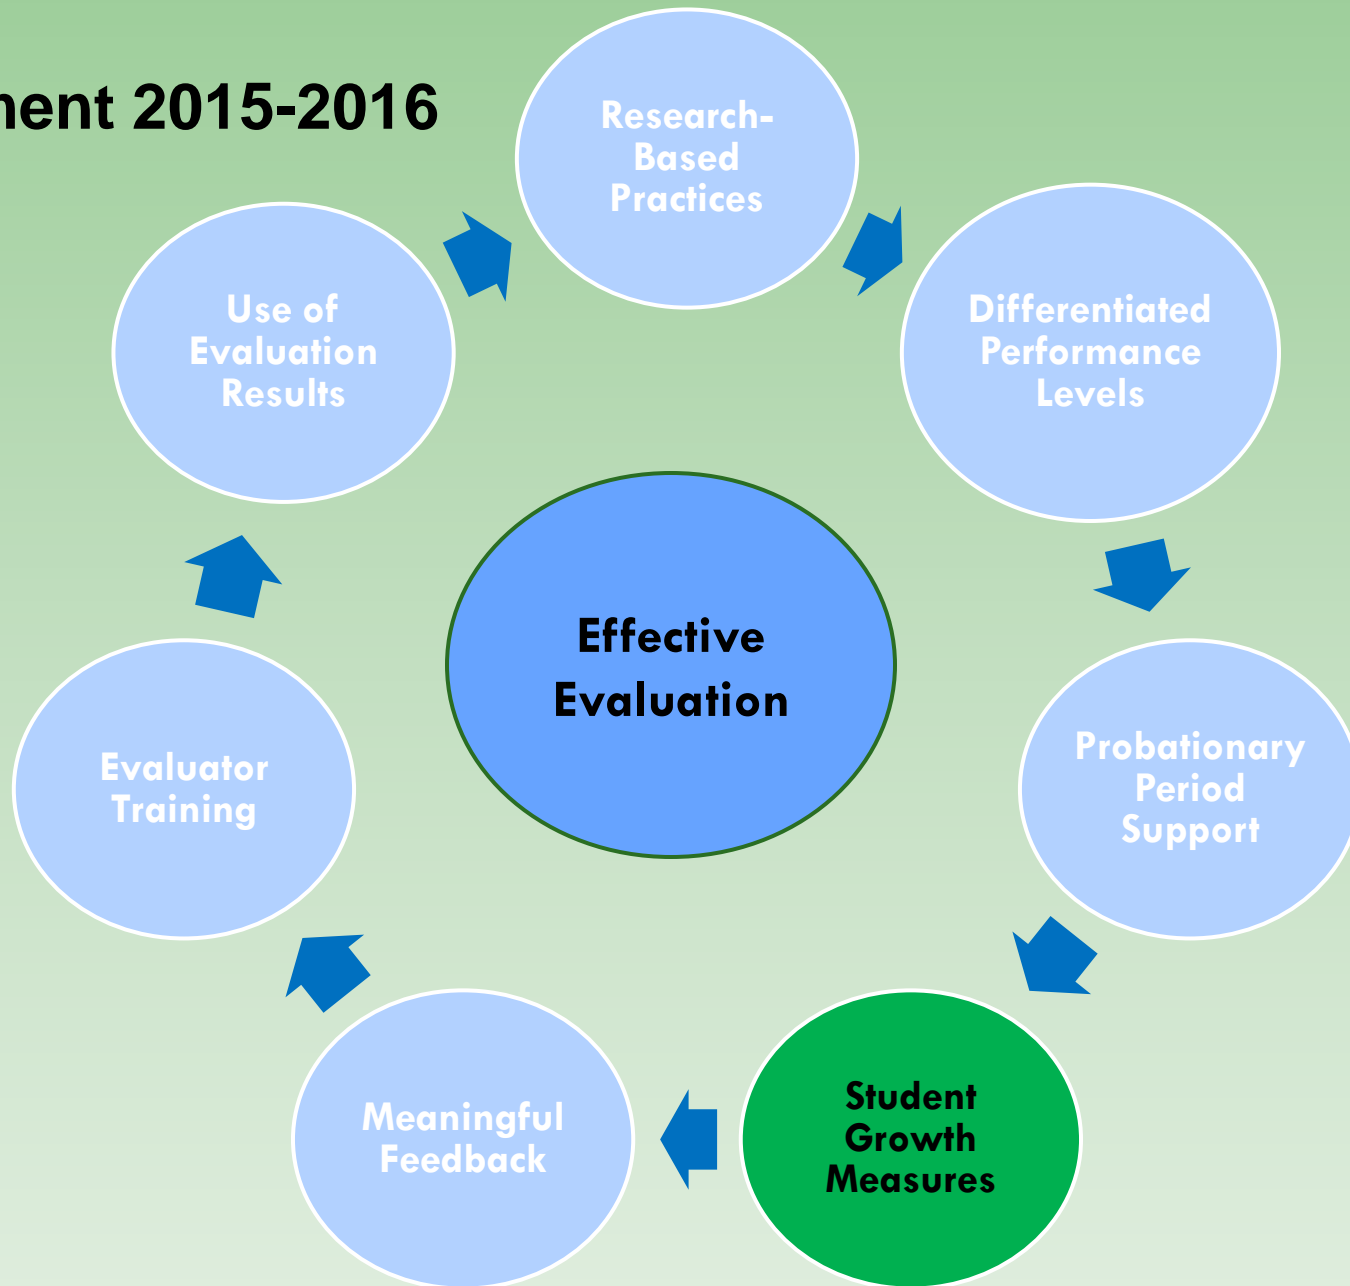 ment 2015-2016
Research-
Based
Practices
Differentiated
Performance
Levels
Probationary
Period
Support
Student
Growth
Measures
Meaningful
Feedback
Evaluator
Training
Use of
Evaluation
Results
Effective
Evaluation